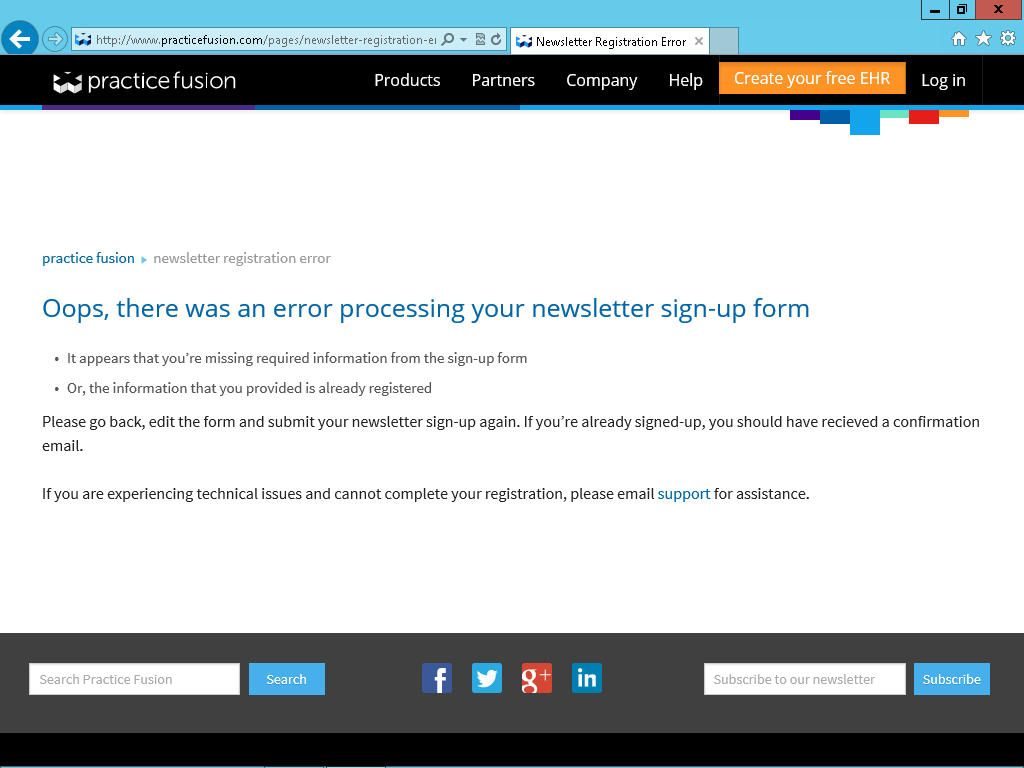 http://www.practicefusion.com/pages/newsletter-registration-e
Newsletter Registration Error
practice fusion
Products
Partners
Company
Help
Create your free EHR
Log in
practice fusion
newsletter registration error
Oops, there was an error processing your newsletter sign-up form
• It appears that you're missing required information from the sign-up form
• Or, the information that you provided is already registered
Please go back, edit the form and submit your newsletter sign-up again. If you're already signed-up, you should have recieved a confirmation
email.
If you are experiencing technical issues and cannot complete your registration, please email support for assistance.
Search Practice Fusion
Search
f
g+
in
Subscribe to our newsletter
Subscribe